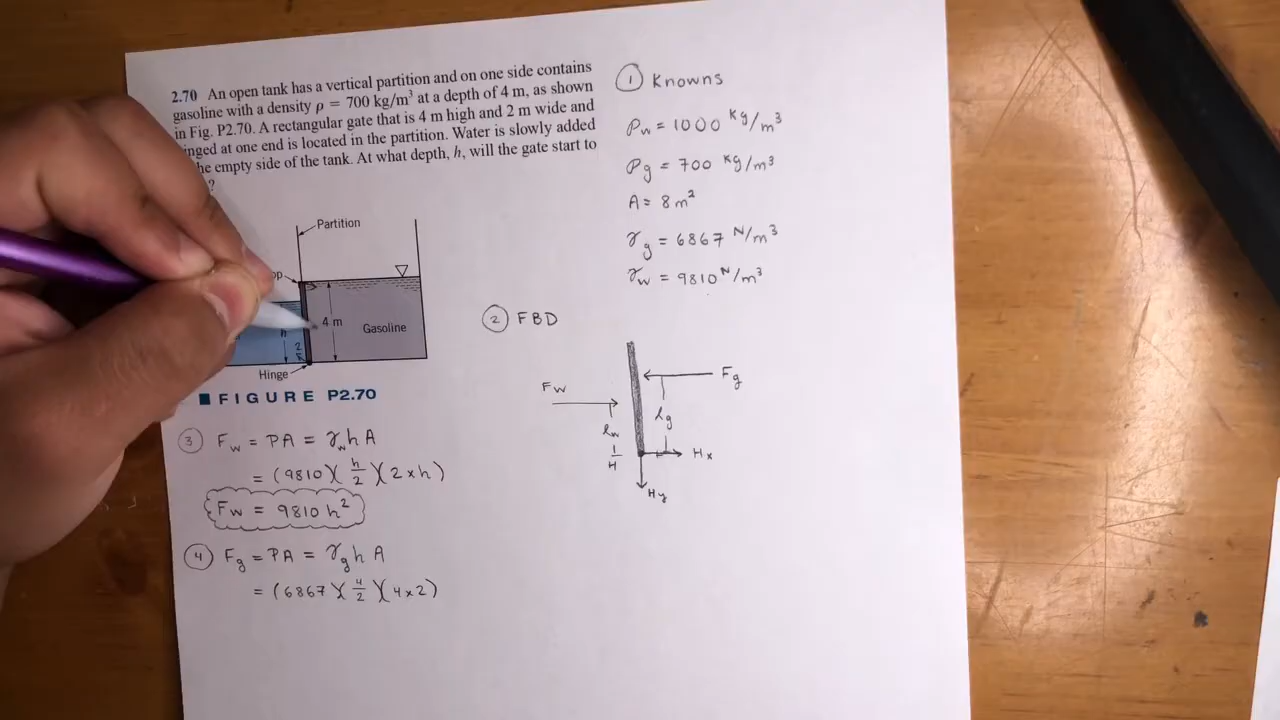 2.70 An open tank has a vertical partition and on one side contains
gasoline with a density ρ = 700 kg/m³ at a depth of 4 m, as shown
in Fig. P2.70. A rectangular gate that is 4 m high and 2 m wide and
inged at one end is located in the partition. Water is slowly added
he empty side of the tank. At what depth, h, will the gate start to
?
Partition
op
4 m
Gasoline
h
2
Hinge
■ FIGURE P2.70
① Knowns
ρw = 1000 kg/m³
ρg = 700 kg/m³
A = 8 m²
γg = 6867 N/m³
γw = 9810 N/m³
② FBD
Fw
Fg
lg
Hx
Hy
③ Fw = PA = γw h A
= (9810)(h/2)(2×h)
Fw = 9810 h²
④ Fg = PA = γg h A
= (6867)(4/2)(4×2)